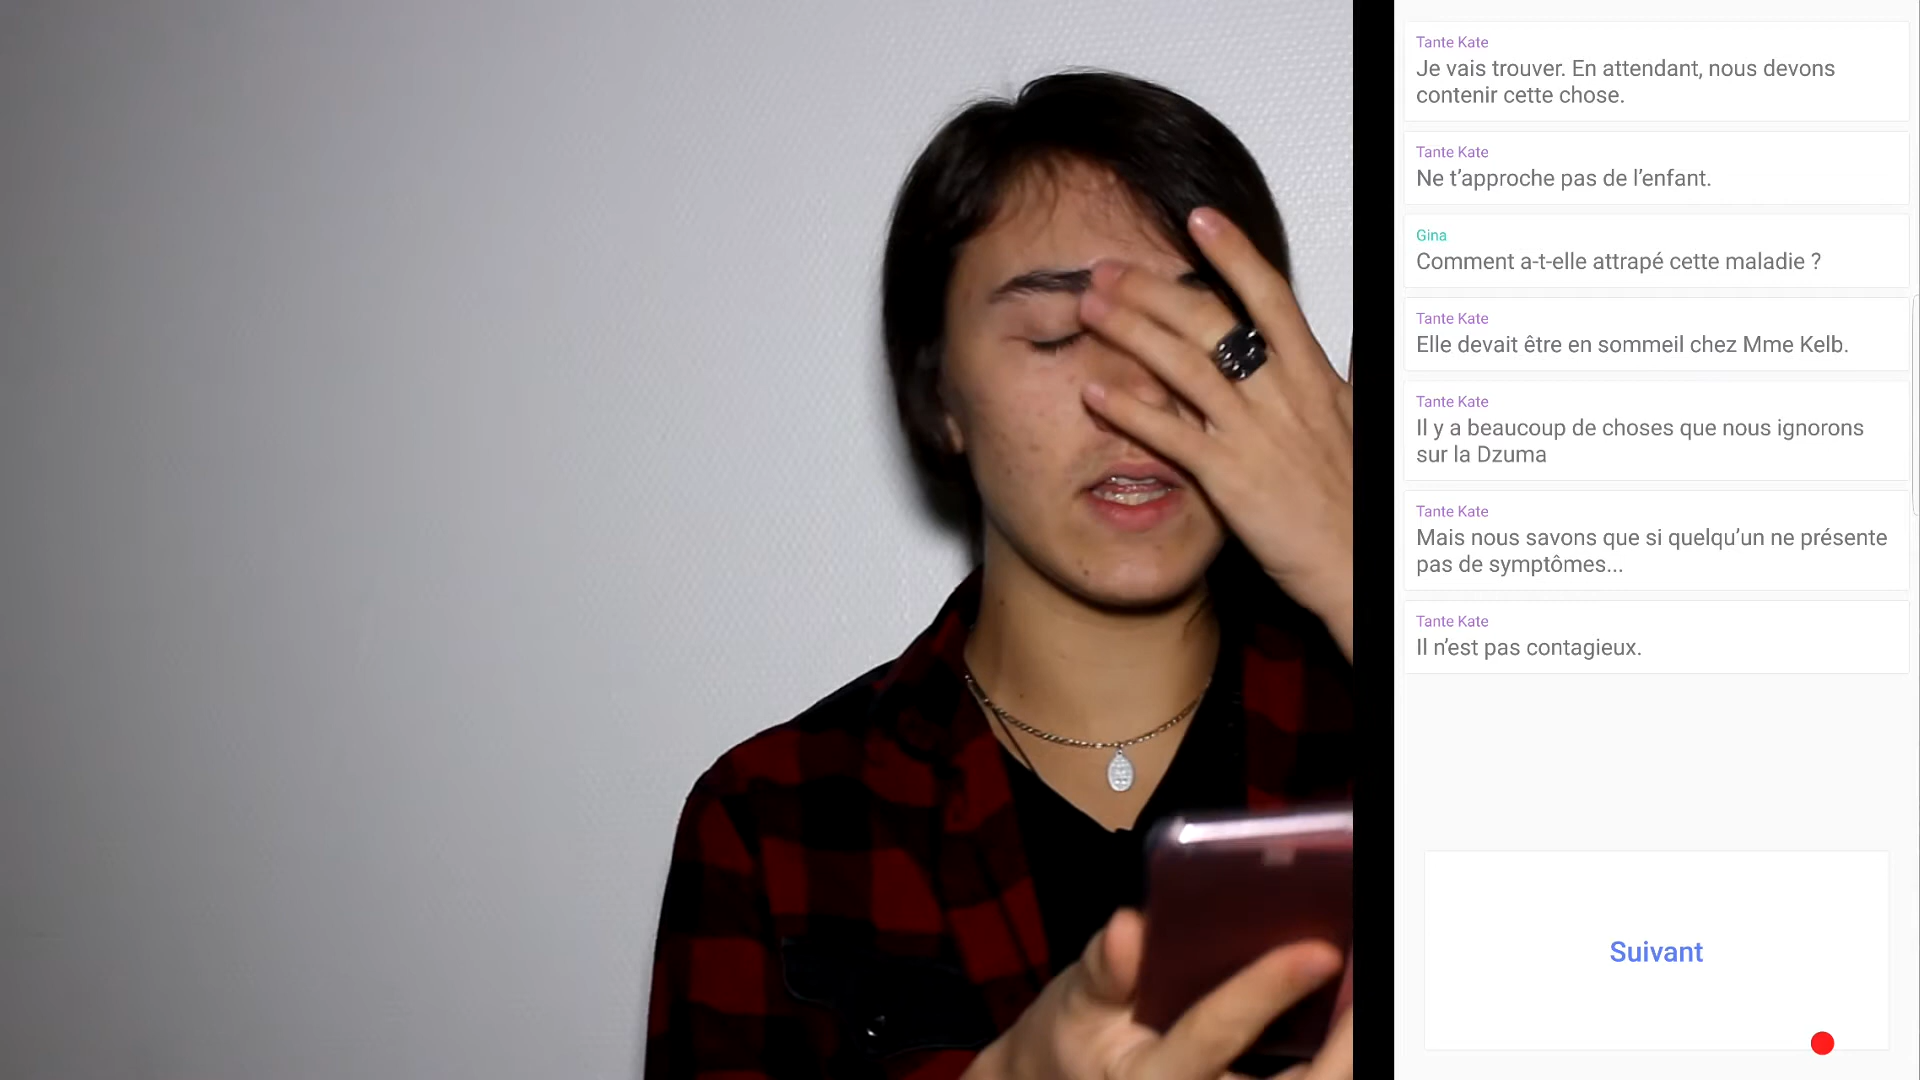 Tante Kate
Je vais trouver. En attendant, nous devons
contenir cette chose.
Tante Kate
Ne t’approche pas de l’enfant.
Gina
Comment a-t-elle attrapé cette maladie ?
Tante Kate
Elle devait être en sommeil chez Mme Kelb.
Tante Kate
Il y a beaucoup de choses que nous ignorons
sur la Dzuma
Tante Kate
Mais nous savons que si quelqu’un ne présente
pas de symptômes...
Tante Kate
Il n’est pas contagieux.
Suivant